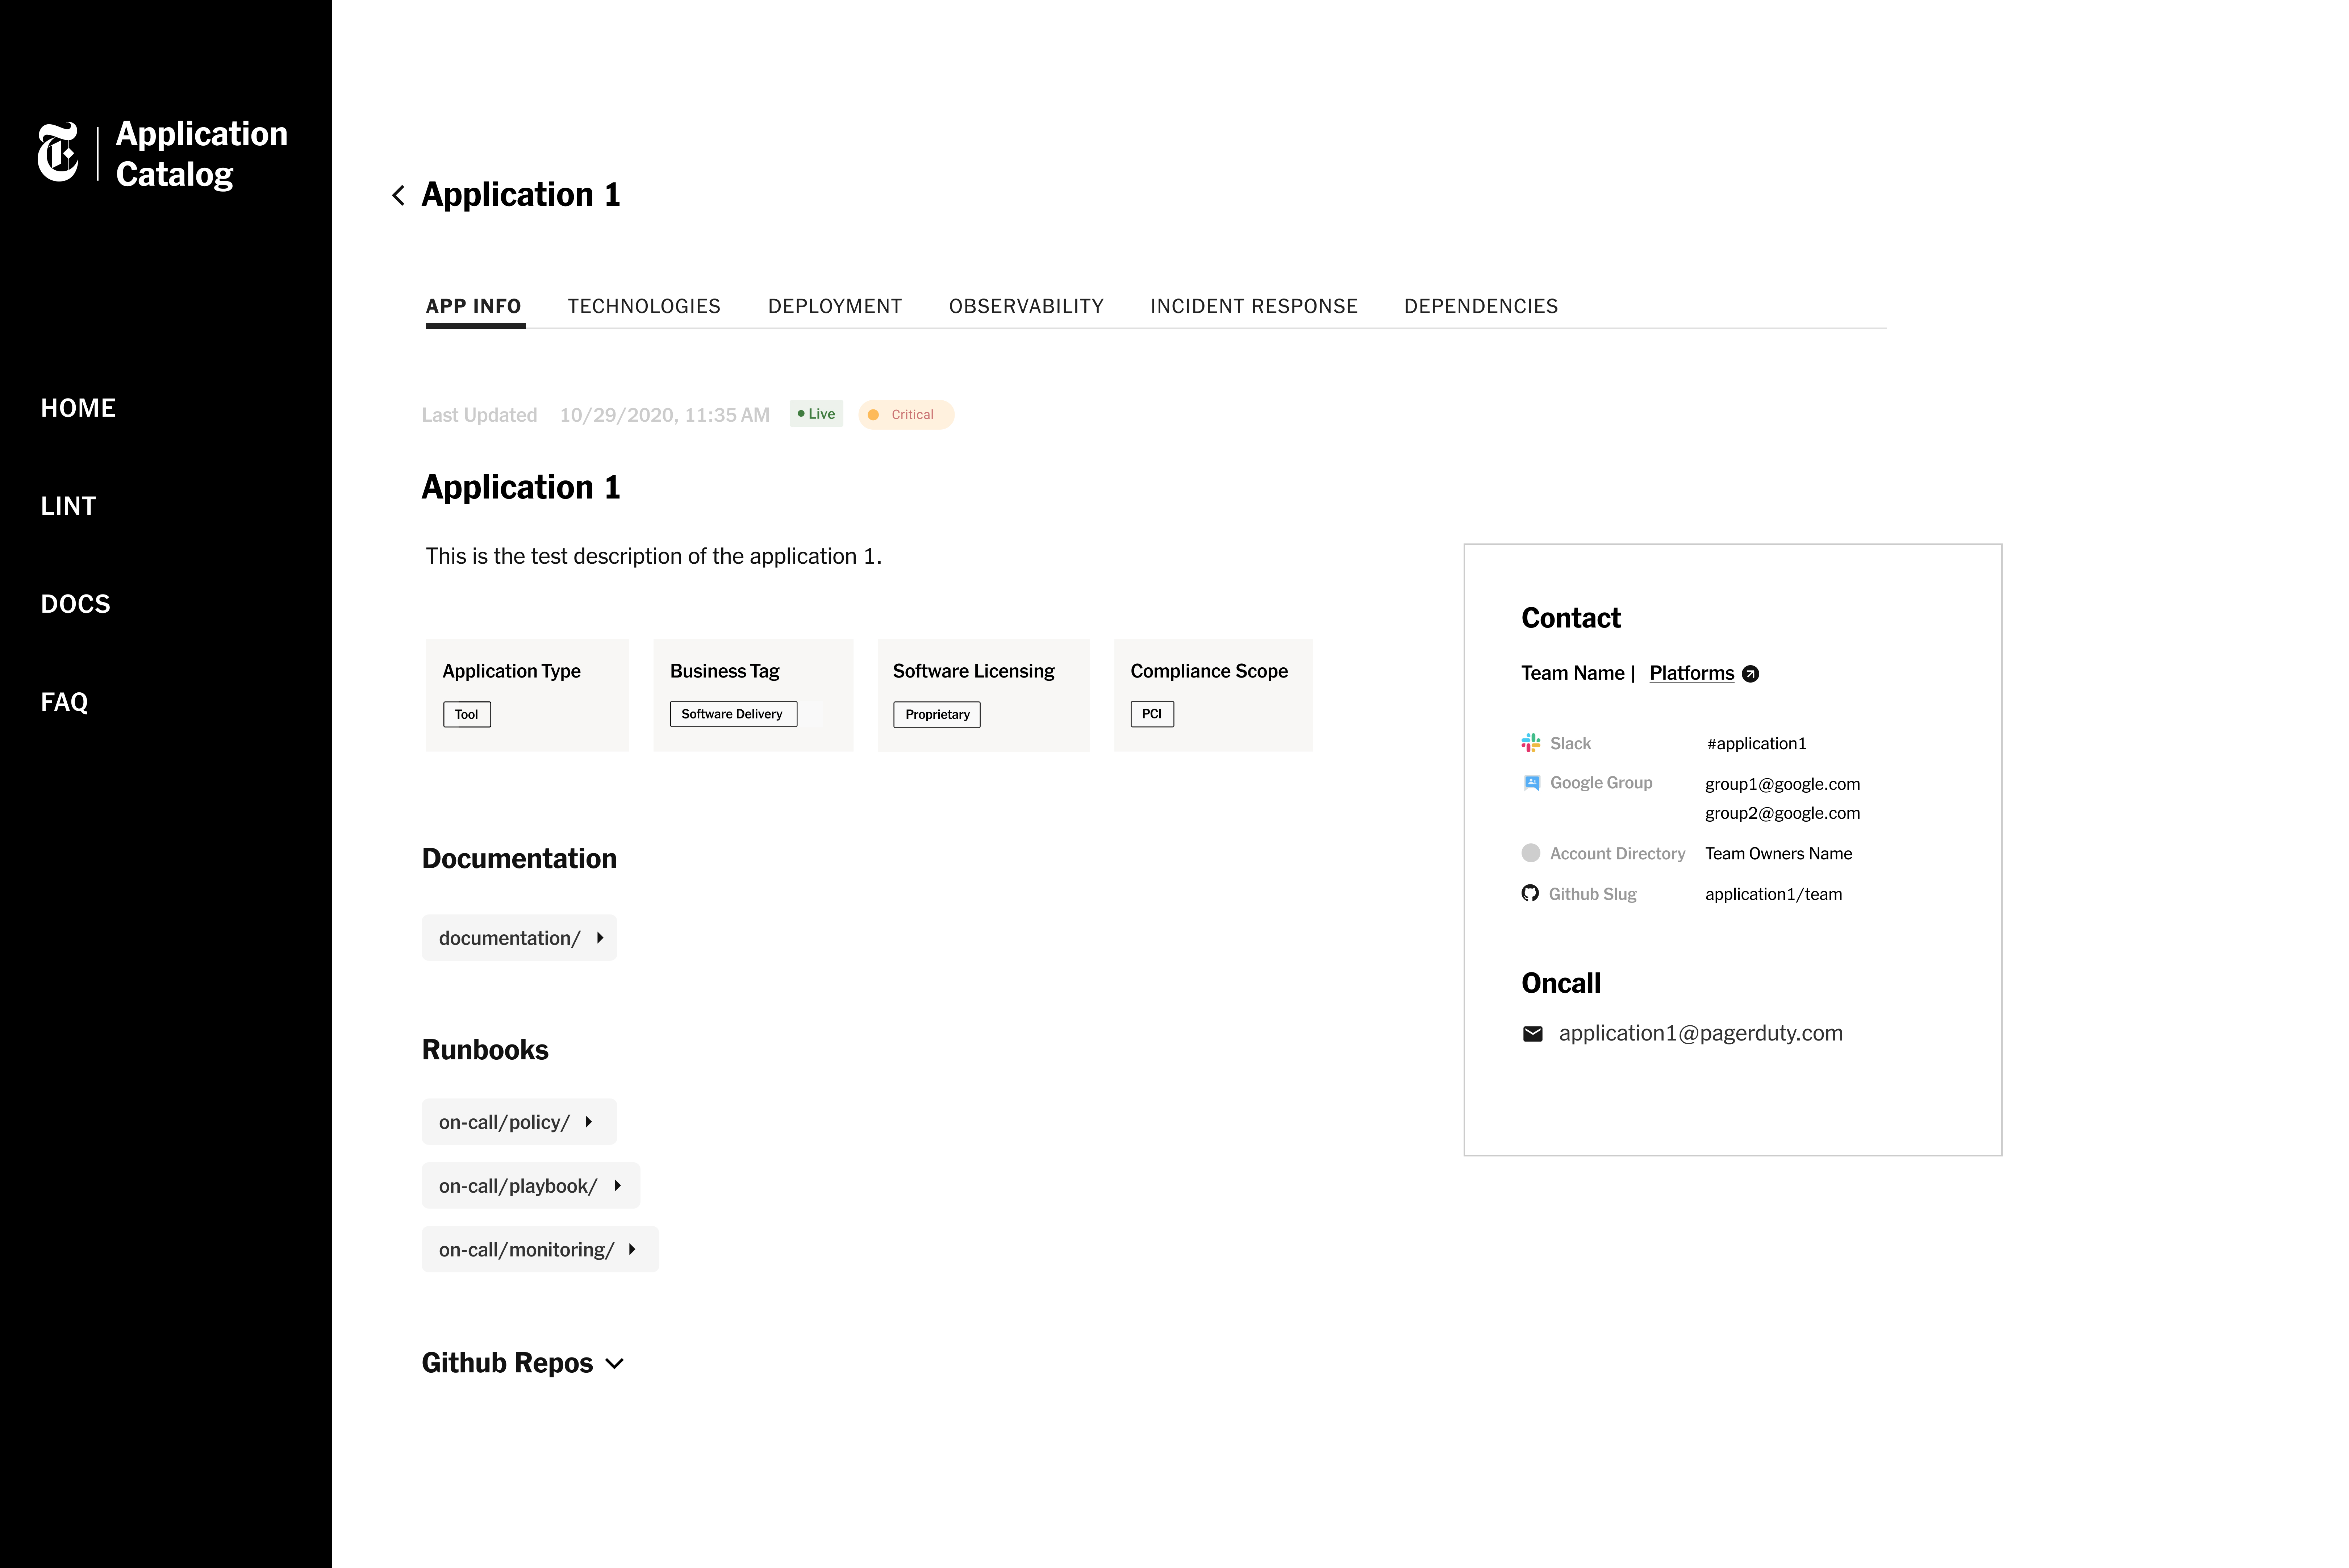 T
Application
Catalog
HOME
LINT
DOCS
FAQ
Application 1
APP INFO TECHNOLOGIES DEPLOYMENT OBSERVABILITY INCIDENT RESPONSE DEPENDENCIES
Last Updated 10/29/2020, 11:35 AM Live Critical
Application 1
This is the test description of the application 1.
Application Type Business Tag Software Licensing Compliance Scope
Tool Software Delivery Proprietary PCI
Documentation
documentation/
Runbooks
on-call/policy/
on-call/playbook/
on-call/monitoring/
Github Repos
Contact
Team Name | Platforms
Slack #application1
Google Group group1@google.com
group2@google.com
Account Directory Team Owners Name
Github Slug application1/team
Oncall
application1@pagerduty.com